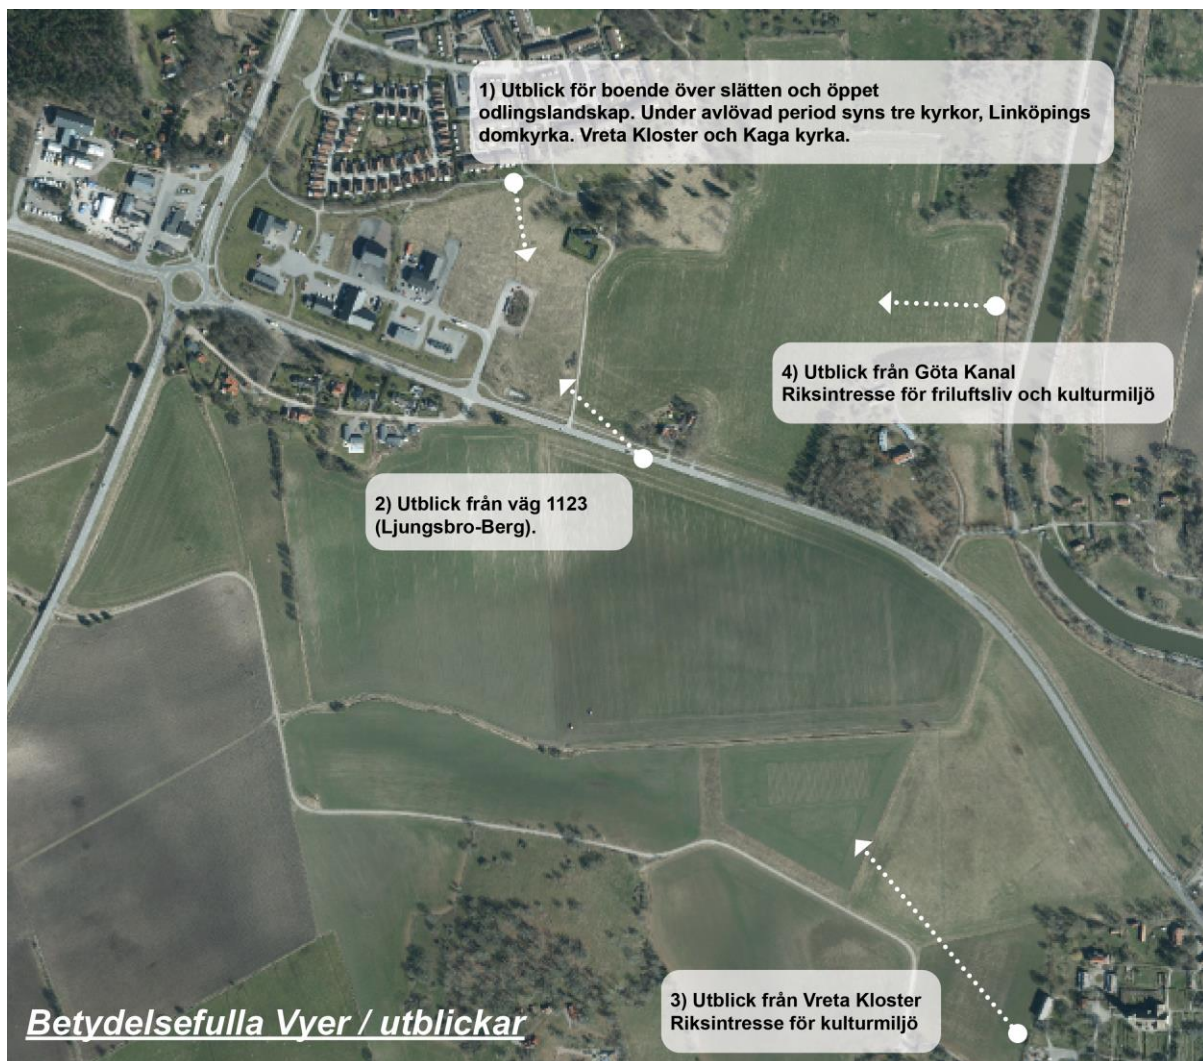 1) Utblick för boende över slätten och öppet
odlingslandskap. Under avlövad period syns tre kyrkor, Linköpings
domkyrka. Vreta Kloster och Kaga kyrka.
4) Utblick från Göta Kanal
Riksintresse för friluftsliv och kulturmiljö
2) Utblick från väg 1123
(Ljungsbro-Berg).
3) Utblick från Vreta Kloster
Riksintresse för kulturmiljö
Betydelsefulla Vyer / utblickar